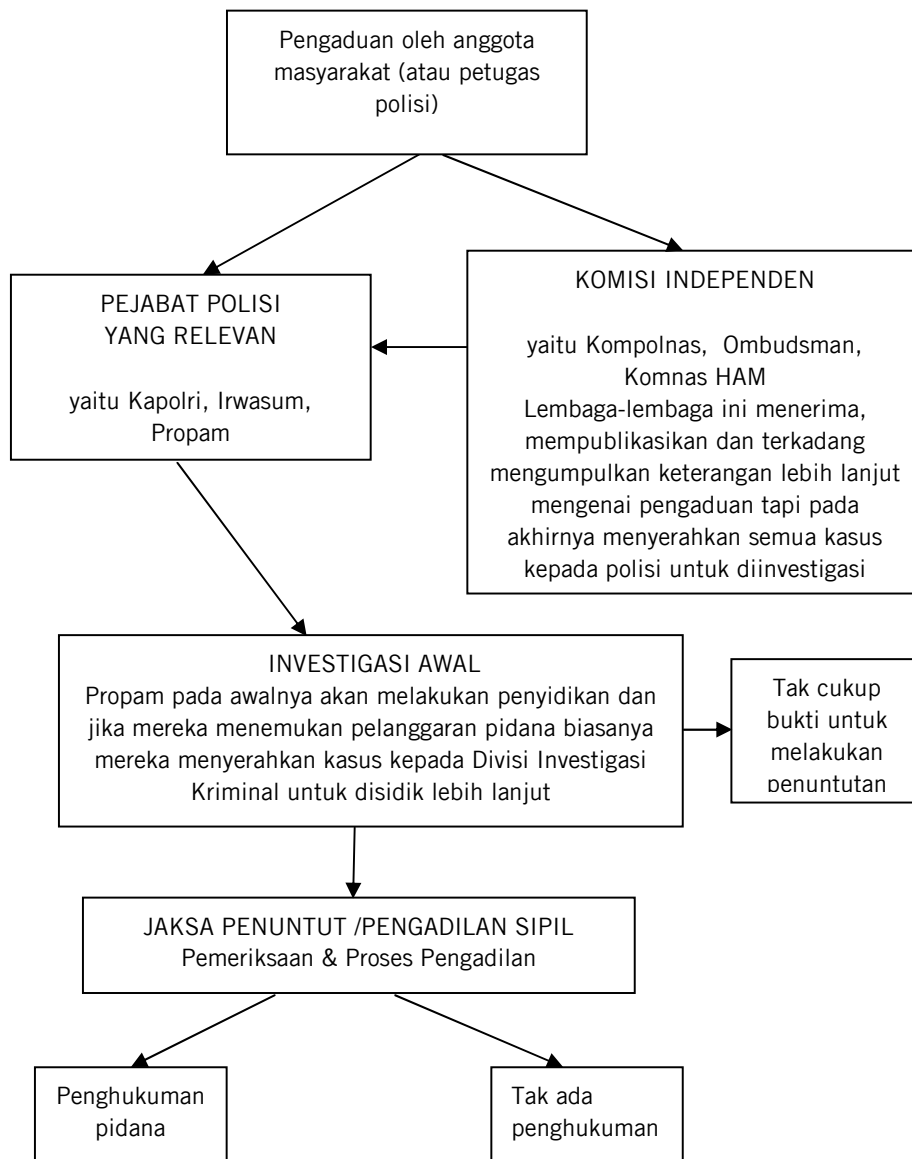 Pengaduan oleh anggota
masyarakat (atau petugas
polisi)
PEJABAT POLISI
YANG RELEVAN
yaitu Kapolri, Irwasum,
Propam
KOMISI INDEPENDEN
yaitu Kompolnas, Ombudsman,
Komnas HAM
Lembaga-lembaga ini menerima,
mempublikasikan dan terkadang
mengumpulkan keterangan lebih lanjut
mengenai pengaduan tapi pada
akhirnya menyerahkan semua kasus
kepada polisi untuk diinvestigasi
INVESTIGASI AWAL
Propam pada awalnya akan melakukan penyidikan dan
jika mereka menemukan pelanggaran pidana biasanya
mereka menyerahkan kasus kepada Divisi Investigasi
Kriminal untuk disidik lebih lanjut
Tak cukup
bukti untuk
melakukan
penuntutan
JAKSA PENUNTUT /PENGADILAN SIPIL
Pemeriksaan & Proses Pengadilan
Penghukuman
pidana
Tak ada
penghukuman